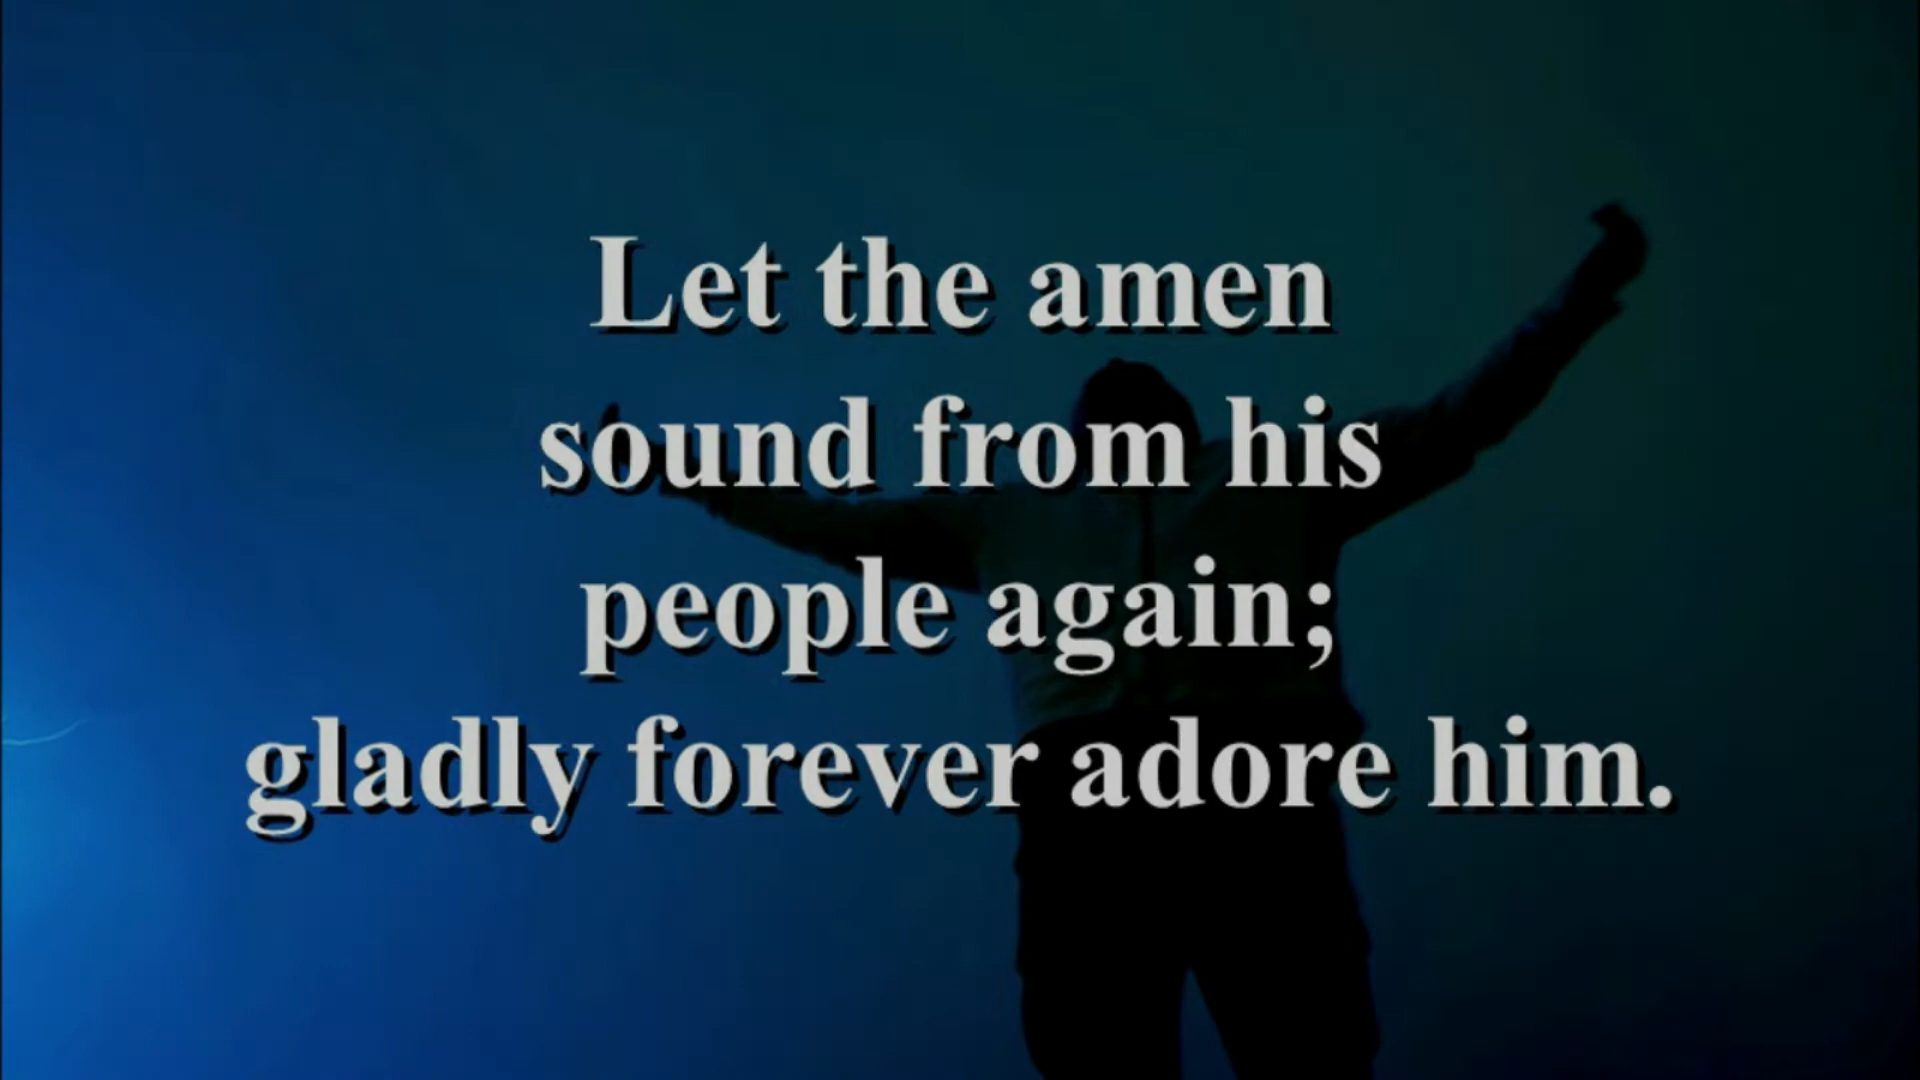 Let the amen
sound from his
people again;
gladly forever adore him.